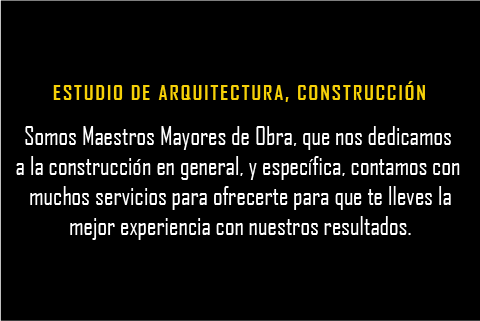 ESTUDIO DE ARQUITECTURA, CONSTRUCCIÓN
Somos Maestros Mayores de Obra, que nos dedicamos
a la construcción en general, y específica, contamos con
muchos servicios para ofrecerte para que te lleves la
mejor experiencia con nuestros resultados.